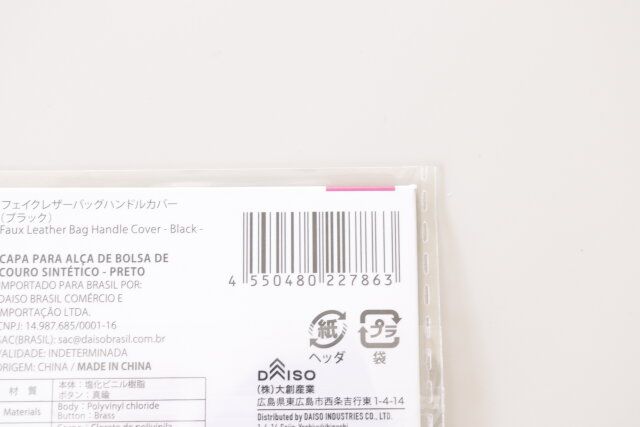 フェイクレザーバッグハンドルカバー
（ブラック）
Faux Leather Bag Handle Cover - Black -
CAPA PARA ALÇA DE BOLSA DE
COURO SINTÉTICO - PRETO
IMPORTADO PARA BRASIL POR:
DAISO BRASIL COMÉRCIO E
IMPORTAÇÃO LTDA.
CNPJ: 14.987.685/0001-16
SAC(BRASIL): sac@daisobrasil.com.br
VALIDADE: INDETERMINADA
ORIGEM: CHINA / MADE IN CHINA
材質
本体：塩化ビニル樹脂
ボタン：真鍮
Materials
Body : Polyvinyl chloride
Button : Brass
4 550480 227863
紙
ヘッダ
プラ
袋
DAISO
(株)大創産業
広島県東広島市西条吉行東1-4-14
Distributed by DAISO INDUSTRIES CO., LTD.